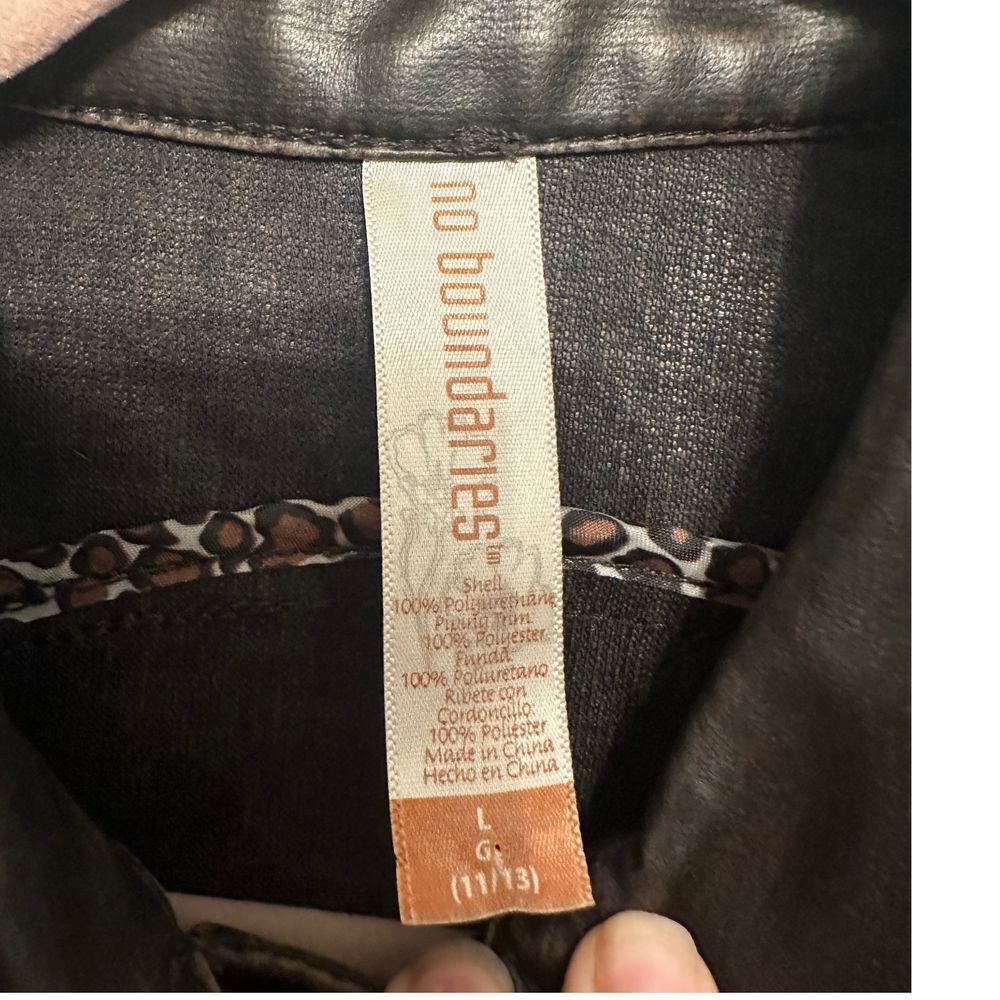 no boundaries™
Shell
100% Polyurethane
Piping Trim
100% Polyester
Funda
100% Poliuretano
Ribete con
Cordoncillo
100% Poliester
Made in China
Hecho en China
L
G
(11/13)